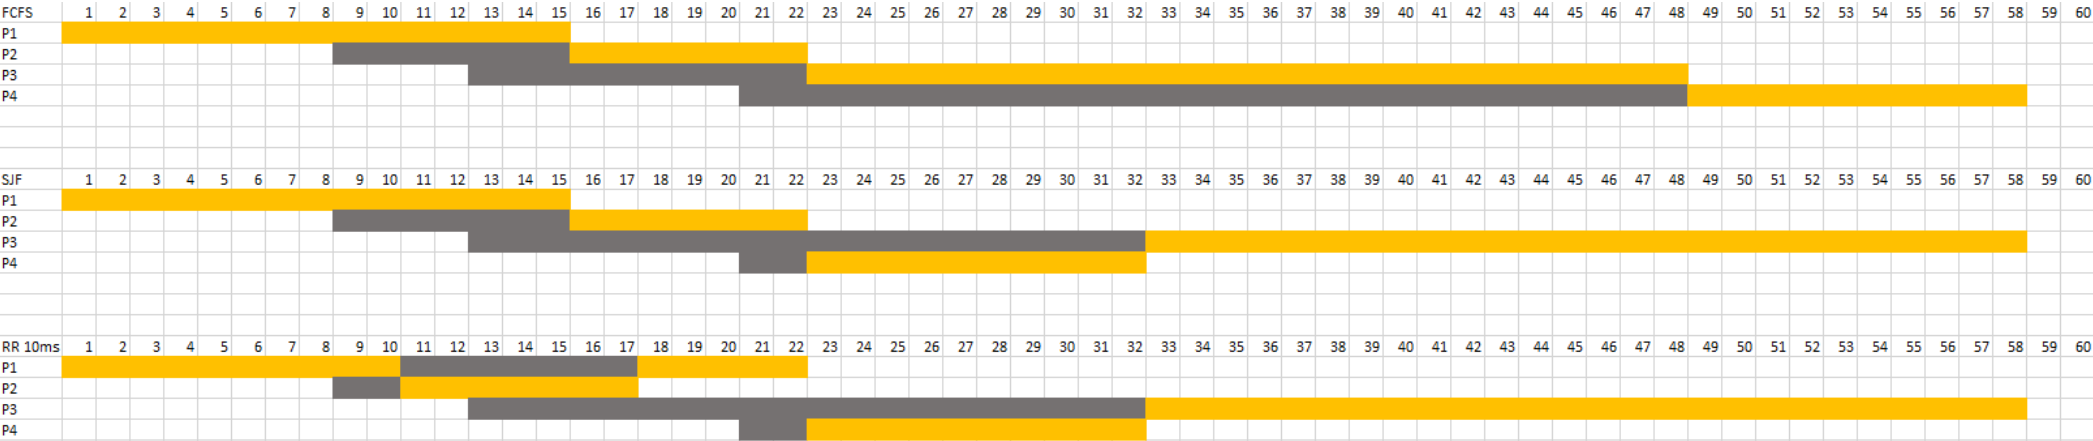 FCFS 1 2 3 4 5 6 7 8 9 10 11 12 13 14 15 16 17 18 19 20 21 22 23 24 25 26 27 28 29 30 31 32 33 34 35 36 37 38 39 40 41 42 43 44 45 46 47 48 49 50 51 52 53 54 55 56 57 58 59 60
P1
P2
P3
P4
SJF 1 2 3 4 5 6 7 8 9 10 11 12 13 14 15 16 17 18 19 20 21 22 23 24 25 26 27 28 29 30 31 32 33 34 35 36 37 38 39 40 41 42 43 44 45 46 47 48 49 50 51 52 53 54 55 56 57 58 59 60
P1
P2
P3
P4
RR 10ms 1 2 3 4 5 6 7 8 9 10 11 12 13 14 15 16 17 18 19 20 21 22 23 24 25 26 27 28 29 30 31 32 33 34 35 36 37 38 39 40 41 42 43 44 45 46 47 48 49 50 51 52 53 54 55 56 57 58 59 60
P1
P2
P3
P4